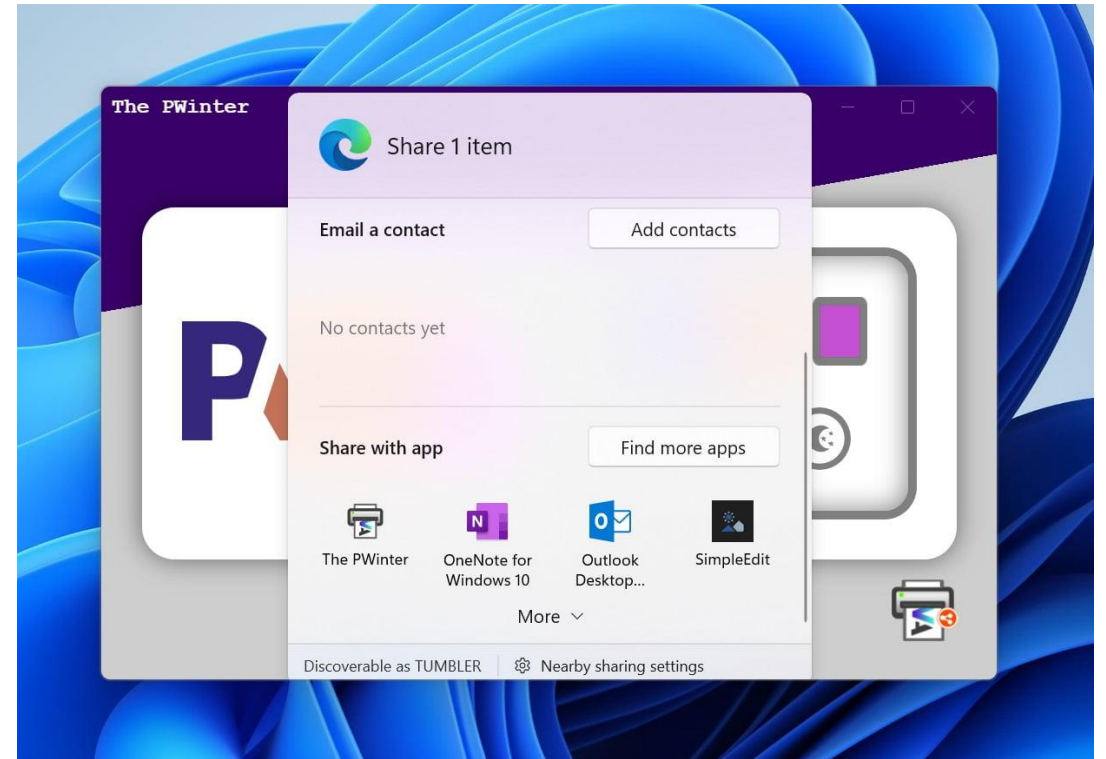 The PWinter
Share 1 item
Email a contact
Add contacts
No contacts yet
P
Share with app
Find more apps
N
O
The PWinter
OneNote for
Windows 10
Outlook
Desktop...
SimpleEdit
More
Discoverable as TUMBLER
Nearby sharing settings